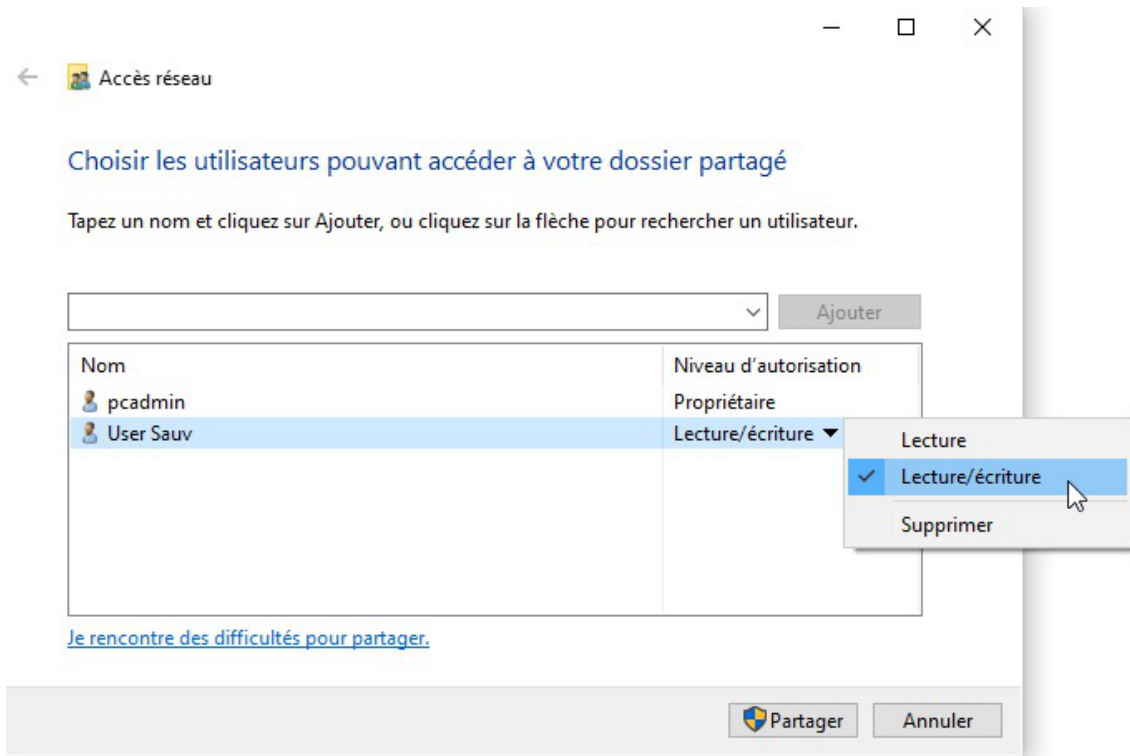 Accès réseau
Choisir les utilisateurs pouvant accéder à votre dossier partagé
Tapez un nom et cliquez sur Ajouter, ou cliquez sur la flèche pour rechercher un utilisateur.
Ajouter
Nom Niveau d'autorisation
pcadmin Propriétaire
User Sauv Lecture/écriture
Lecture
Lecture/écriture
Supprimer
Je rencontre des difficultés pour partager.
Partager Annuler